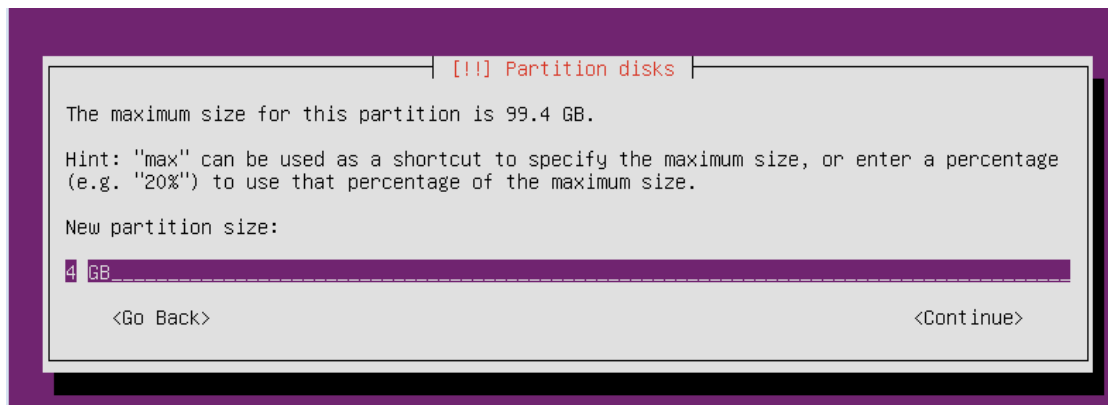 [!!] Partition disks
The maximum size for this partition is 99.4 GB.
Hint: "max" can be used as a shortcut to specify the maximum size, or enter a percentage
(e.g. "20%") to use that percentage of the maximum size.
New partition size:
4 GB
<Go Back> <Continue>